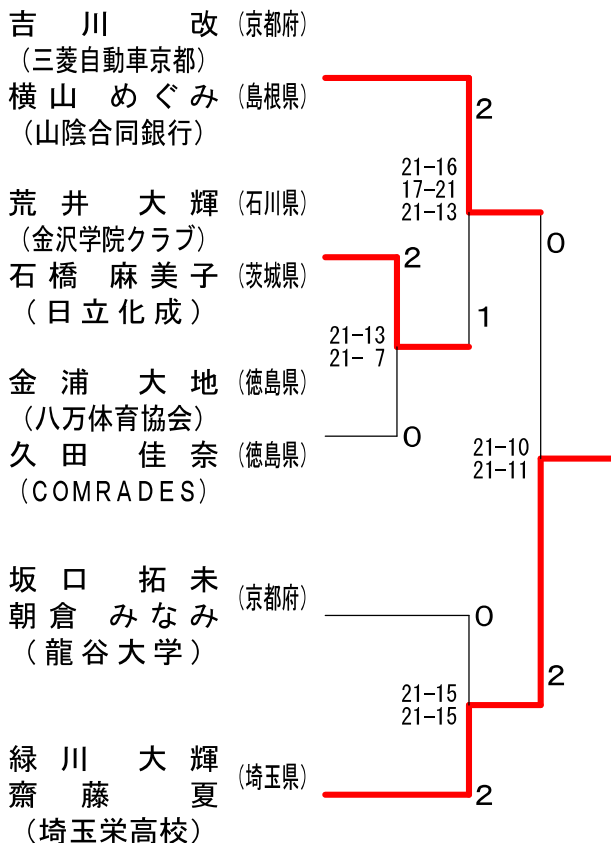 吉川 改 (京都府)
(三菱自動車京都)
横山 めぐみ (島根県)
(山陰合同銀行)
2
21-16
17-21
21-13
荒井 大輝 (石川県)
(金沢学院クラブ)
0
石橋 麻美子 (茨城県)
2
(日立化成)
1
21-13
21- 7
金浦 大地 (徳島県)
(八万体育協会)
0
久田 佳奈 (徳島県)
21-10
21-11
(COMRADES)
坂口 拓未
朝倉 みなみ (京都府)
0
(龍谷大学)
2
21-15
21-15
緑川 大輝
齋藤 夏 (埼玉県)
2
(埼玉栄高校)